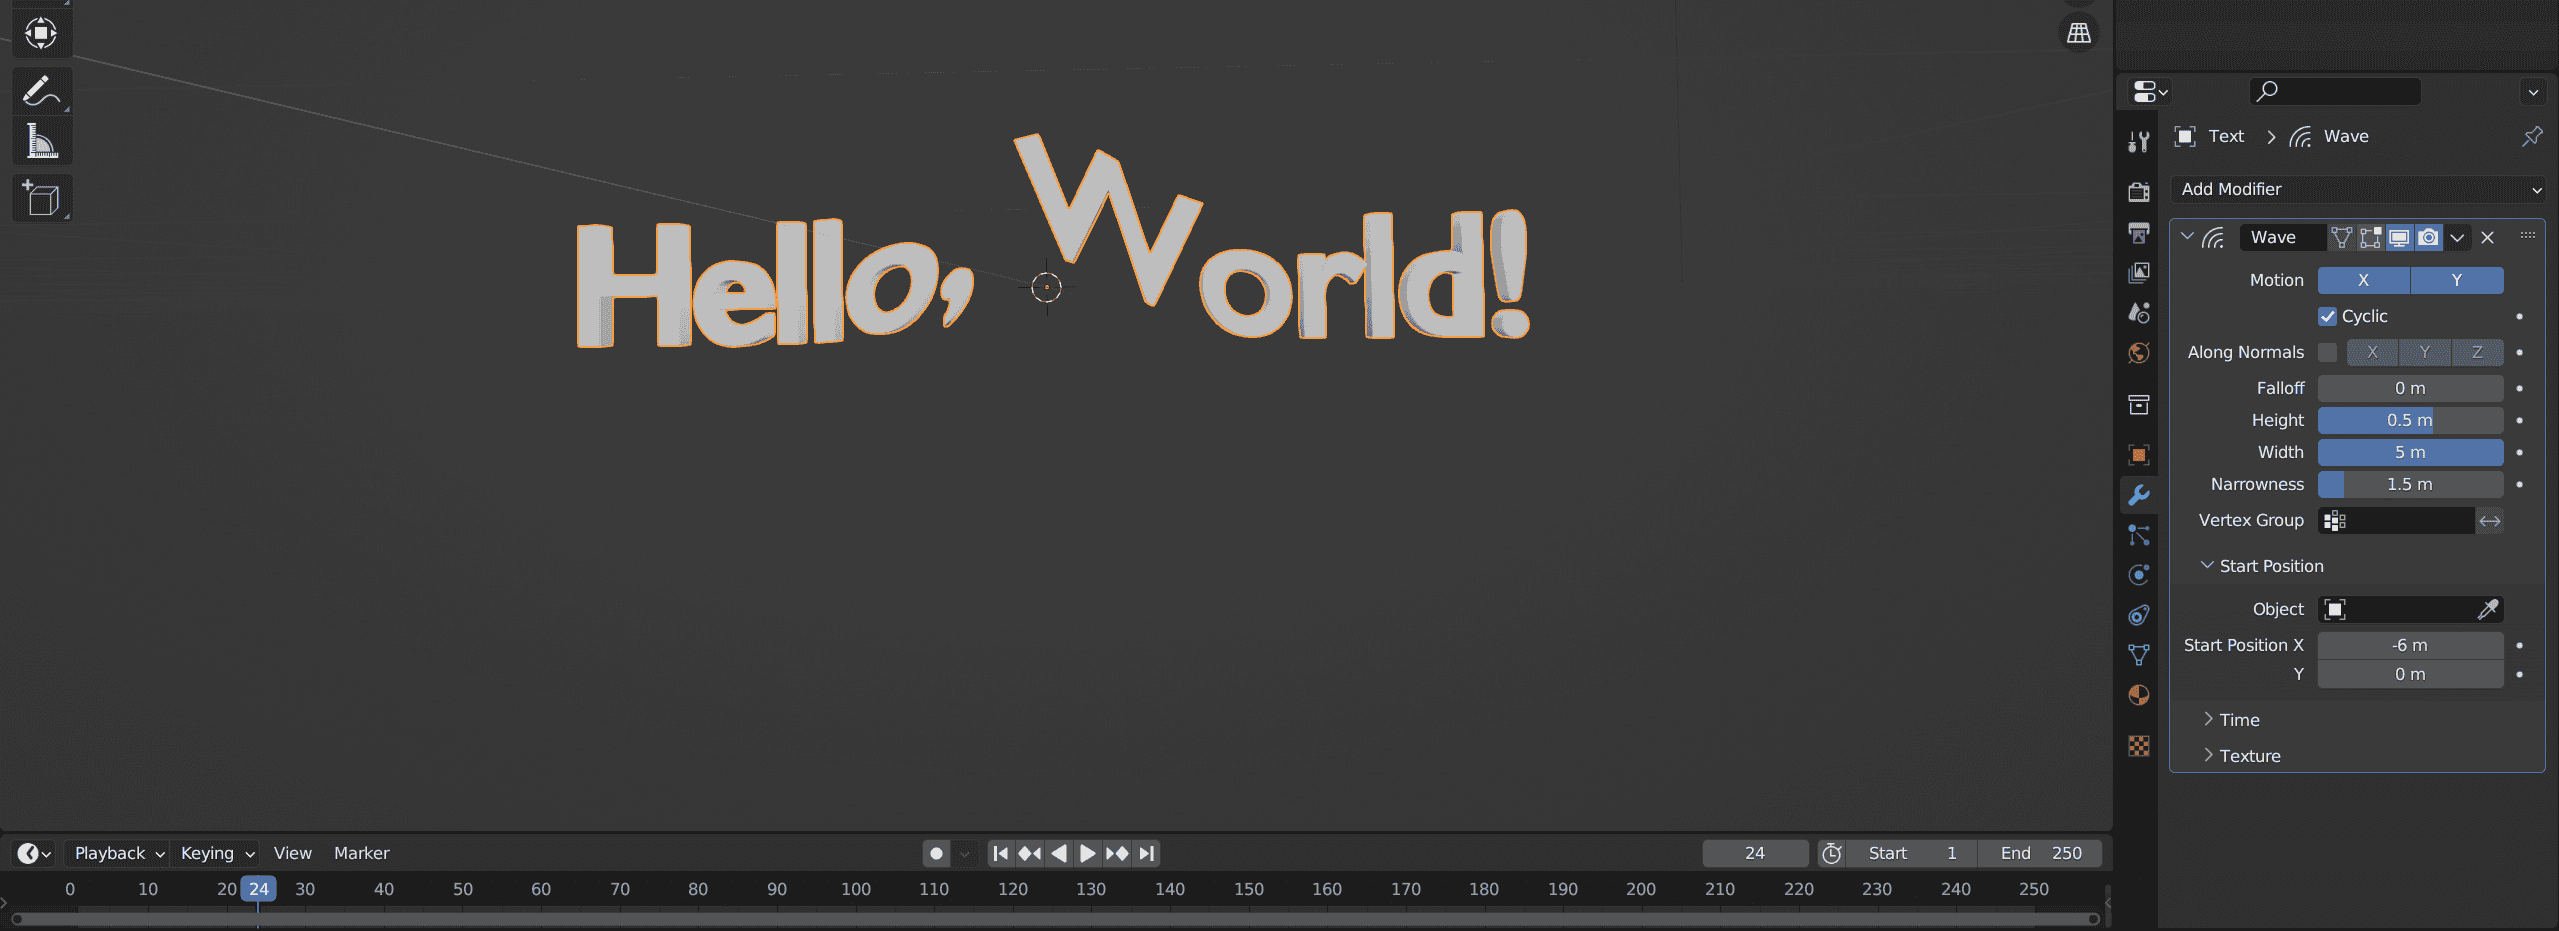 Hello, World!
Text > Wave
Add Modifier
Wave
Motion X Y
Cyclic
Along Normals X Y Z
Falloff 0 m
Height 0.5 m
Width 5 m
Narrowness 1.5 m
Vertex Group
Start Position
Object
Start Position X -6 m
Y 0 m
Time
Texture
Playback Keying View Marker 24 Start 1 End 250
0 10 20 24 30 40 50 60 70 80 90 100 110 120 130 140 150 160 170 180 190 200 210 220 230 240 250